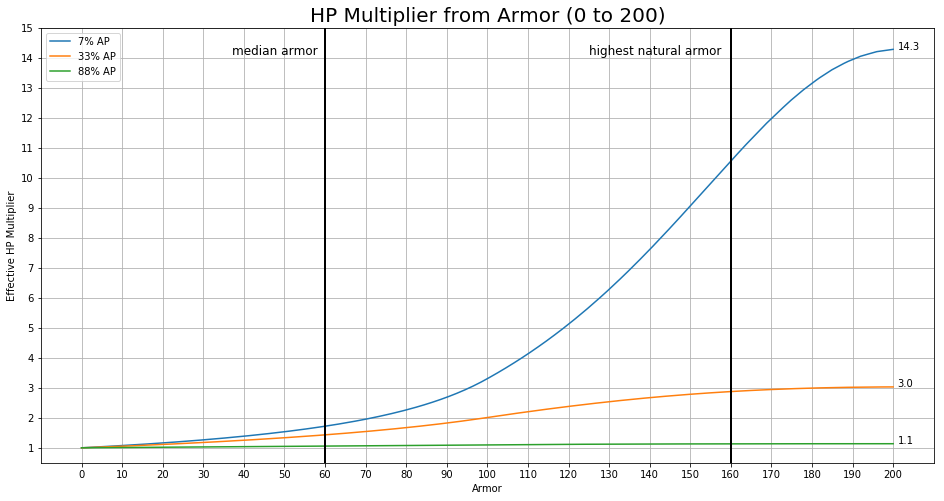 HP Multiplier from Armor (0 to 200)
15
14
13
12
11
10
9
8
7
6
5
4
3
2
1
Effective HP Multiplier
7% AP
33% AP
88% AP
median armor
highest natural armor
14.3
3.0
1.1
0 10 20 30 40 50 60 70 80 90 100 110 120 130 140 150 160 170 180 190 200
Armor